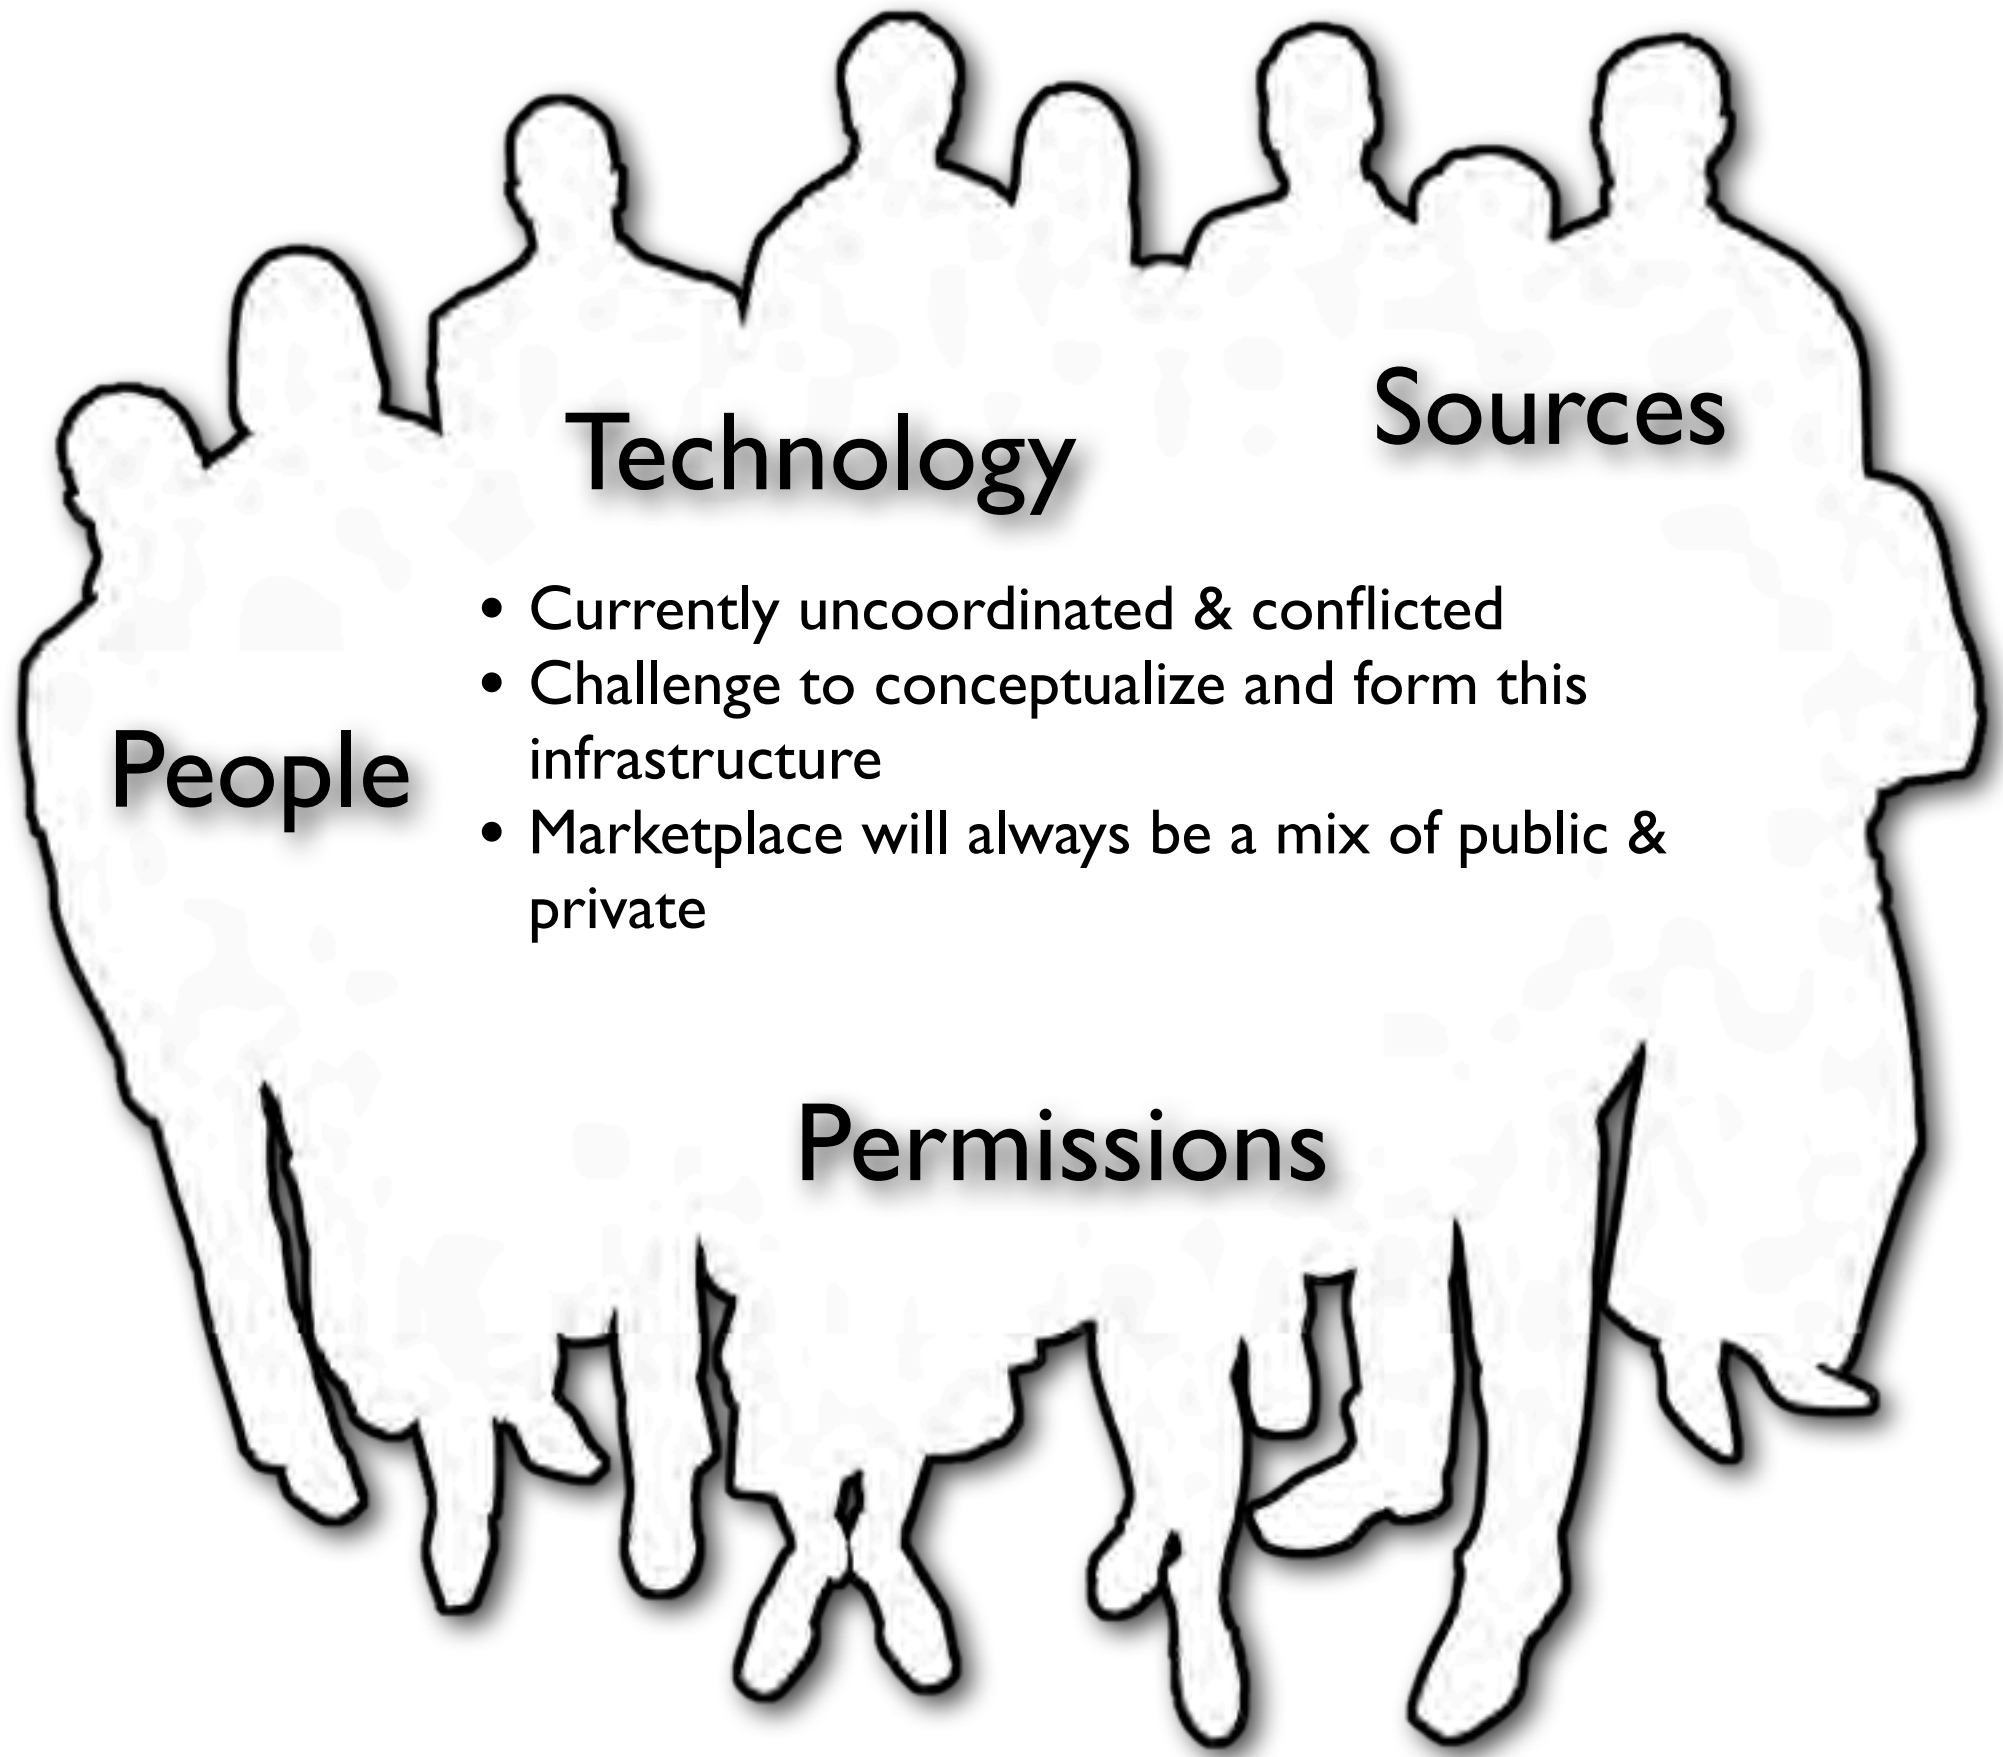 Sources
Technology
• Currently uncoordinated & conflicted
• Challenge to conceptualize and form this
infrastructure
People
• Marketplace will always be a mix of public &
private
Permissions